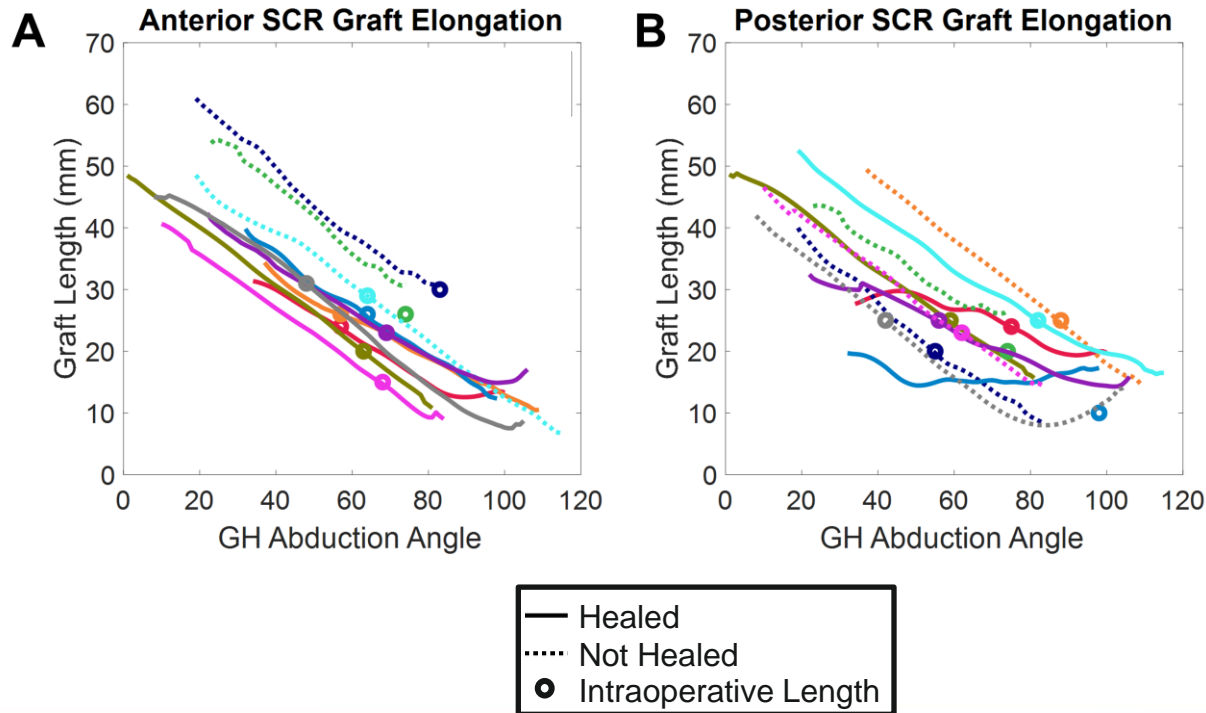 A
Anterior SCR Graft Elongation
70
60
50
40
30
20
10
0
Graft Length (mm)
0 20 40 60 80 100 120
GH Abduction Angle
B
Posterior SCR Graft Elongation
70
60
50
40
30
20
10
0
Graft Length (mm)
0 20 40 60 80 100 120
GH Abduction Angle
Healed
Not Healed
Intraoperative Length